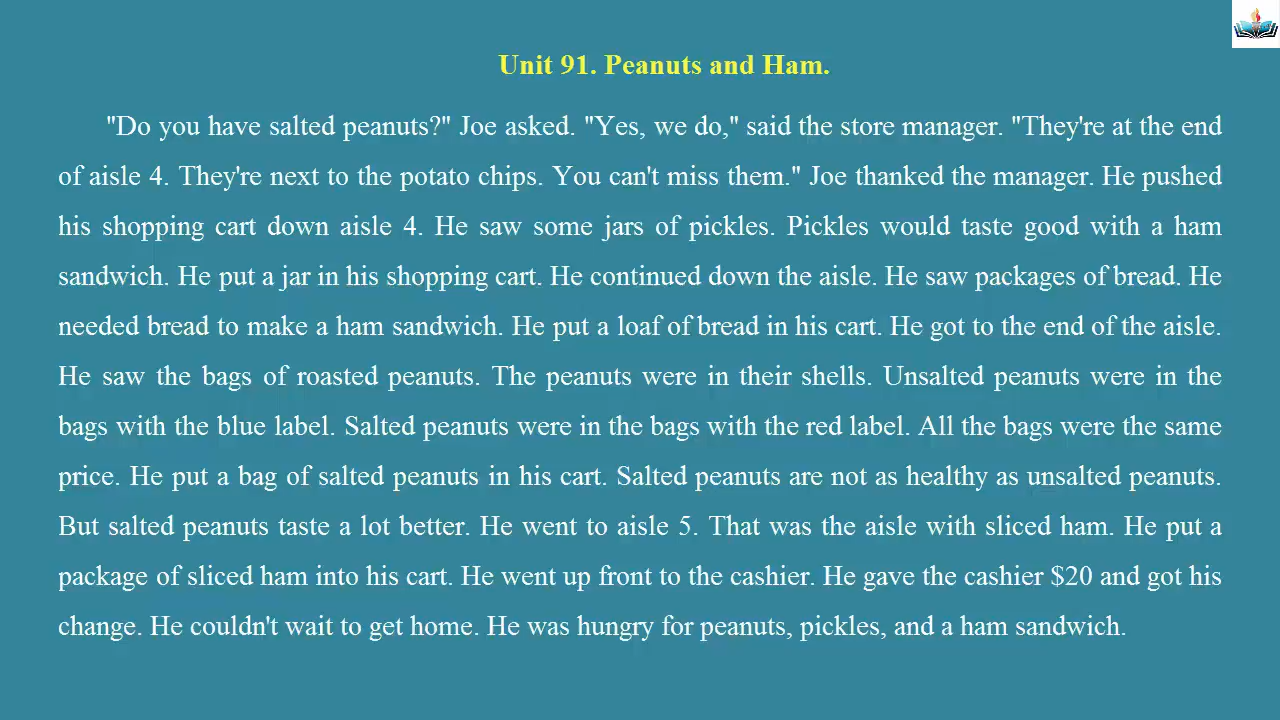 Unit 91. Peanuts and Ham.
"Do you have salted peanuts?" Joe asked. "Yes, we do," said the store manager. "They're at the end
of aisle 4. They're next to the potato chips. You can't miss them." Joe thanked the manager. He pushed
his shopping cart down aisle 4. He saw some jars of pickles. Pickles would taste good with a ham
sandwich. He put a jar in his shopping cart. He continued down the aisle. He saw packages of bread. He
needed bread to make a ham sandwich. He put a loaf of bread in his cart. He got to the end of the aisle.
He saw the bags of roasted peanuts. The peanuts were in their shells. Unsalted peanuts were in the
bags with the blue label. Salted peanuts were in the bags with the red label. All the bags were the same
price. He put a bag of salted peanuts in his cart. Salted peanuts are not as healthy as unsalted peanuts.
But salted peanuts taste a lot better. He went to aisle 5. That was the aisle with sliced ham. He put a
package of sliced ham into his cart. He went up front to the cashier. He gave the cashier $20 and got his
change. He couldn't wait to get home. He was hungry for peanuts, pickles, and a ham sandwich.